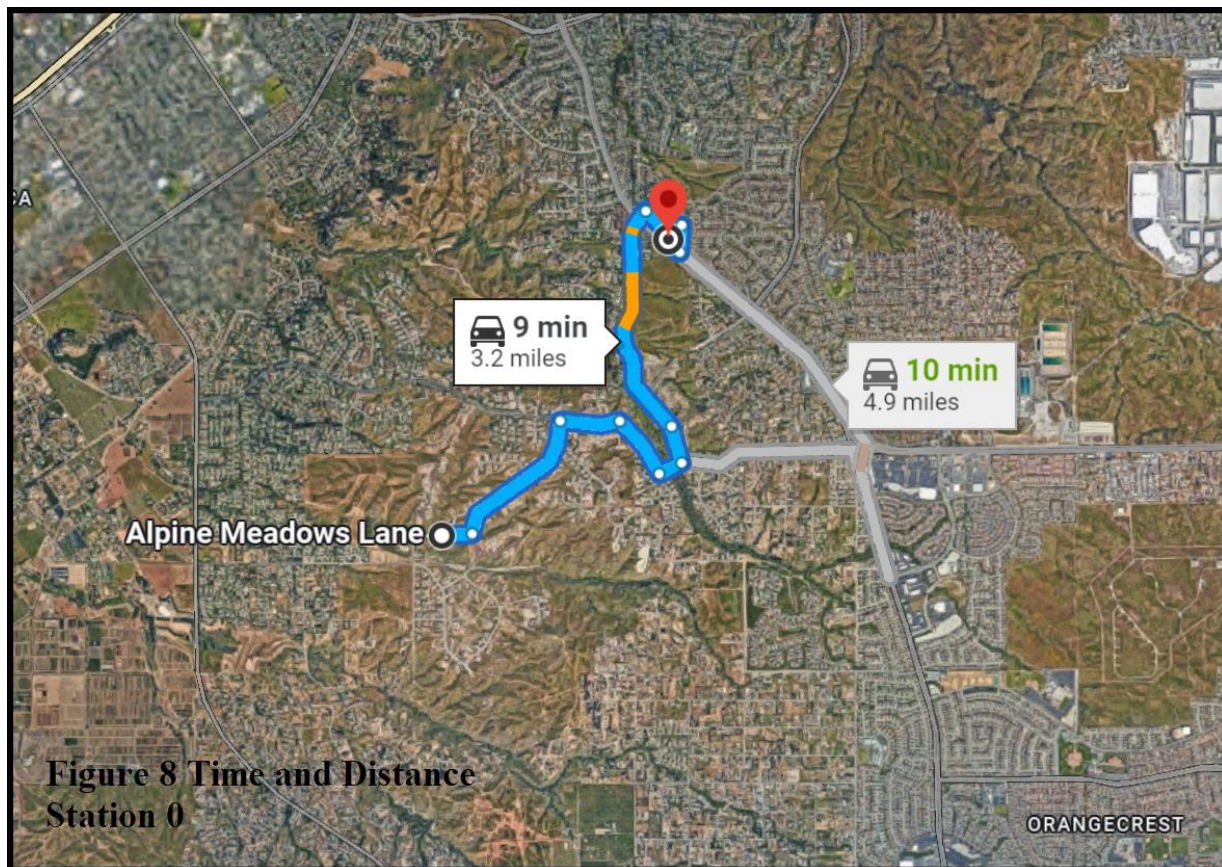 CA
9 min
3.2 miles
10 min
4.9 miles
Alpine Meadows Lane
Figure 8 Time and Distance
Station 0
ORANGECREST